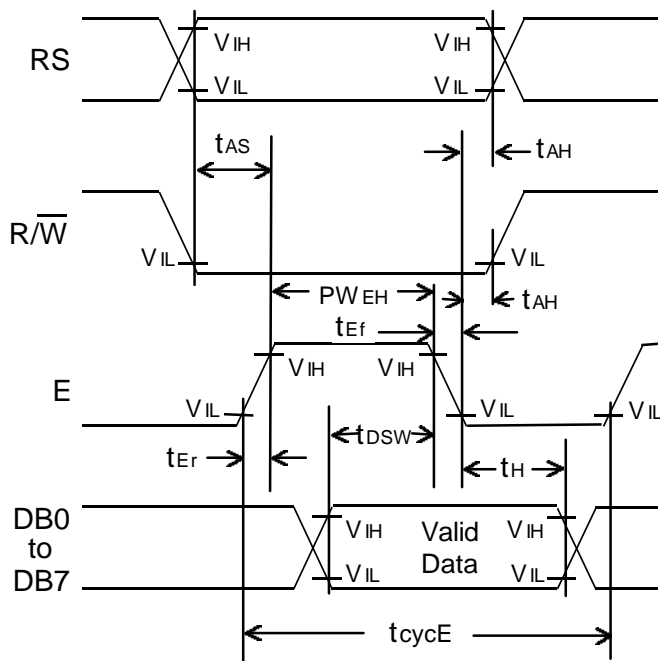 RS VIH VIH
VIL VIL
tAS tAH
R/W̅
VIL VIL
PWEH tAH
tEf
E VIH VIH
VIL VIL VIL
tDSW
tEr tH
DB0
to
DB7
VIH Valid VIH
VIL Data VIL
tcycE